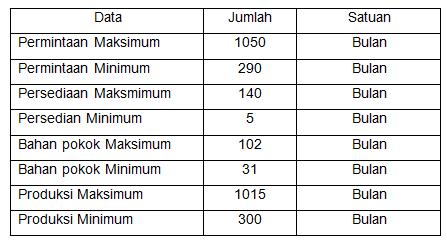 Data Jumlah Satuan
Permintaan Maksimum 1050 Bulan
Permintaan Minimum 290 Bulan
Persediaan Maksmimum 140 Bulan
Persedian Minimum 5 Bulan
Bahan pokok Maksimum 102 Bulan
Bahan pokok Minimum 31 Bulan
Produksi Maksimum 1015 Bulan
Produksi Minimum 300 Bulan